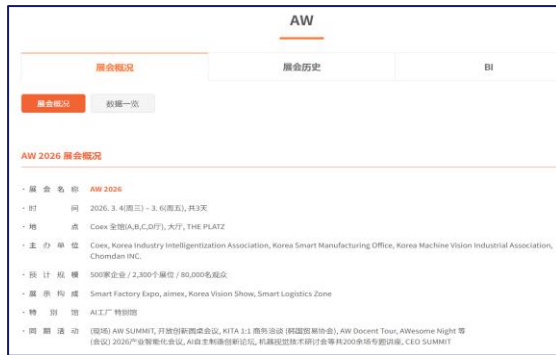 AW
展会概况
展会历史
BI
展会概况
数据一览
AW 2026 展会概况
· 展会名称 AW 2026
· 时间 2026. 3. 4(周三) – 3. 6(周五), 共3天
· 地点 Coex 全馆(A,B,C,D厅), 大厅, THE PLATZ
· 主办单位 Coex, Korea Industry Intelligentization Association, Korea Smart Manufacturing Office, Korea Machine Vision Industrial Association,
Chomdan INC.
· 预计规模 500家企业 / 2,300个展位 / 80,000名观众
· 展示构成 Smart Factory Expo, aimex, Korea Vision Show, Smart Logistics Zone
· 特别馆 AI工厂 特别馆
· 同期活动 (现场) AW SUMMIT, 开放创新圆桌会议, KITA 1:1 商务洽谈 (韩国贸易协会), AW Docent Tour, AWesome Night 等
(会议) 2026产业智能化会议, AI自主制造创新论坛, 机器视觉技术研讨会等共200余场专题讲座, CEO SUMMIT